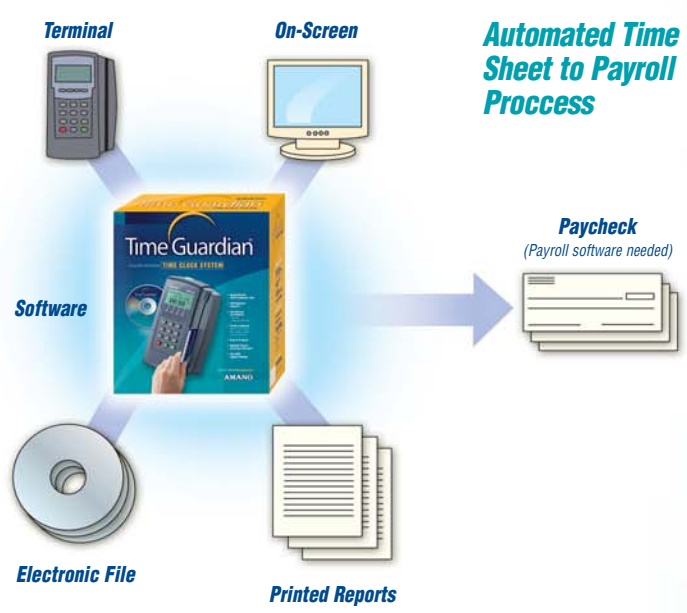 Terminal
On-Screen
Automated Time
Sheet to Payroll
Proccess
Time Guardian
TIME CLOCK SYSTEM
AMANO
Software
Paycheck
(Payroll software needed)
Electronic File
Printed Reports